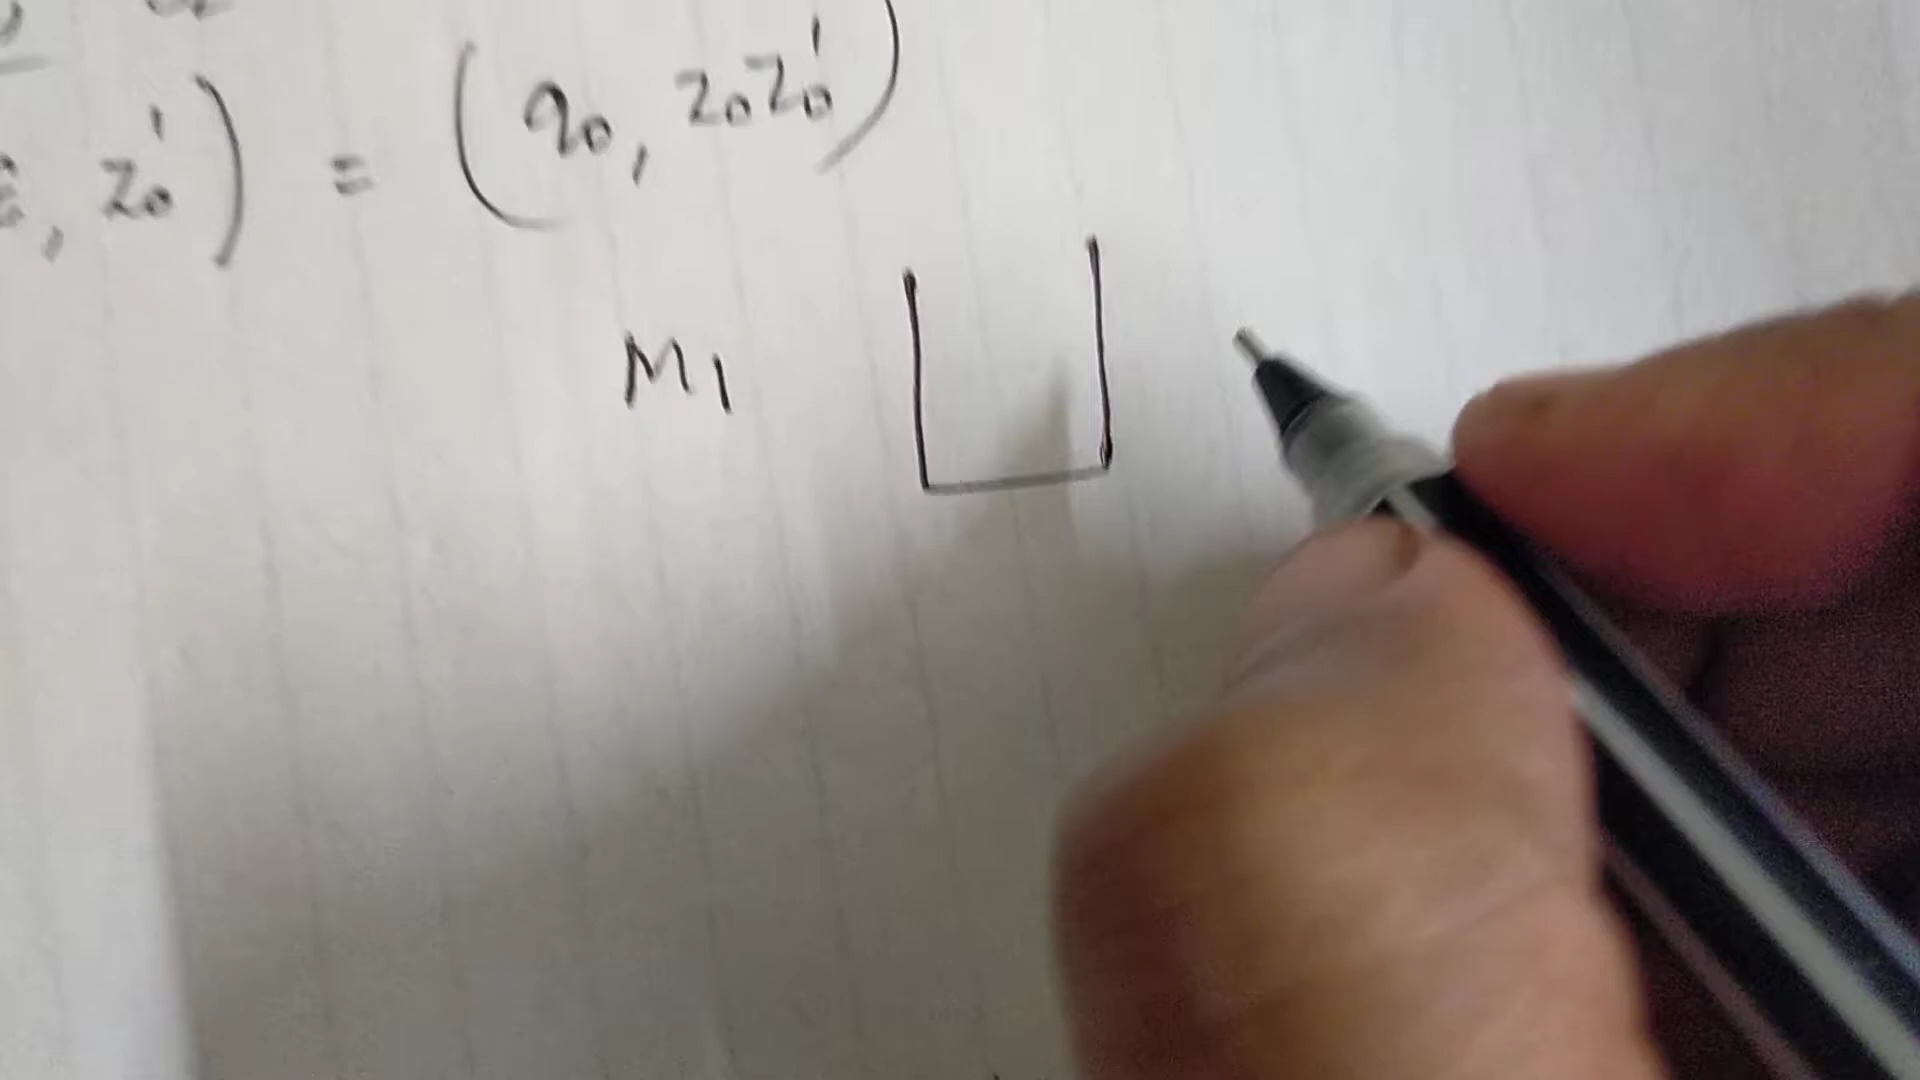 , z₀') = (q₀, z₀z₀')
M₁